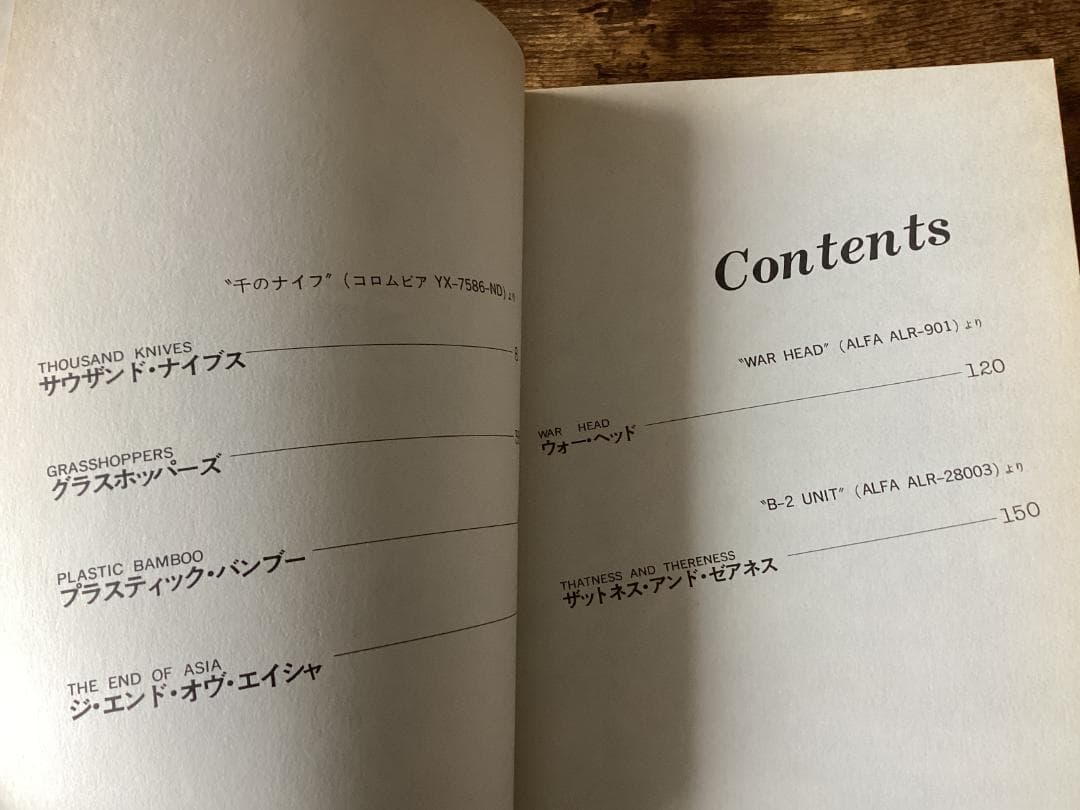 〝千のナイフ〟(コロムビア YX-7586-ND)より
THOUSAND KNIVES
サウザンド・ナイブス 8
GRASSHOPPERS
グラスホッパーズ
PLASTIC BAMBOO
プラスティック・バンブー
THE END OF ASIA
ジ・エンド・オヴ・エイシャ
Contents
〝WAR HEAD〟(ALFA ALR-901)より
WAR HEAD
ウォー・ヘッド 120
〝B-2 UNIT〟(ALFA ALR-28003)より
THATNESS AND THERENESS
ザットネス・アンド・ゼアネス 150